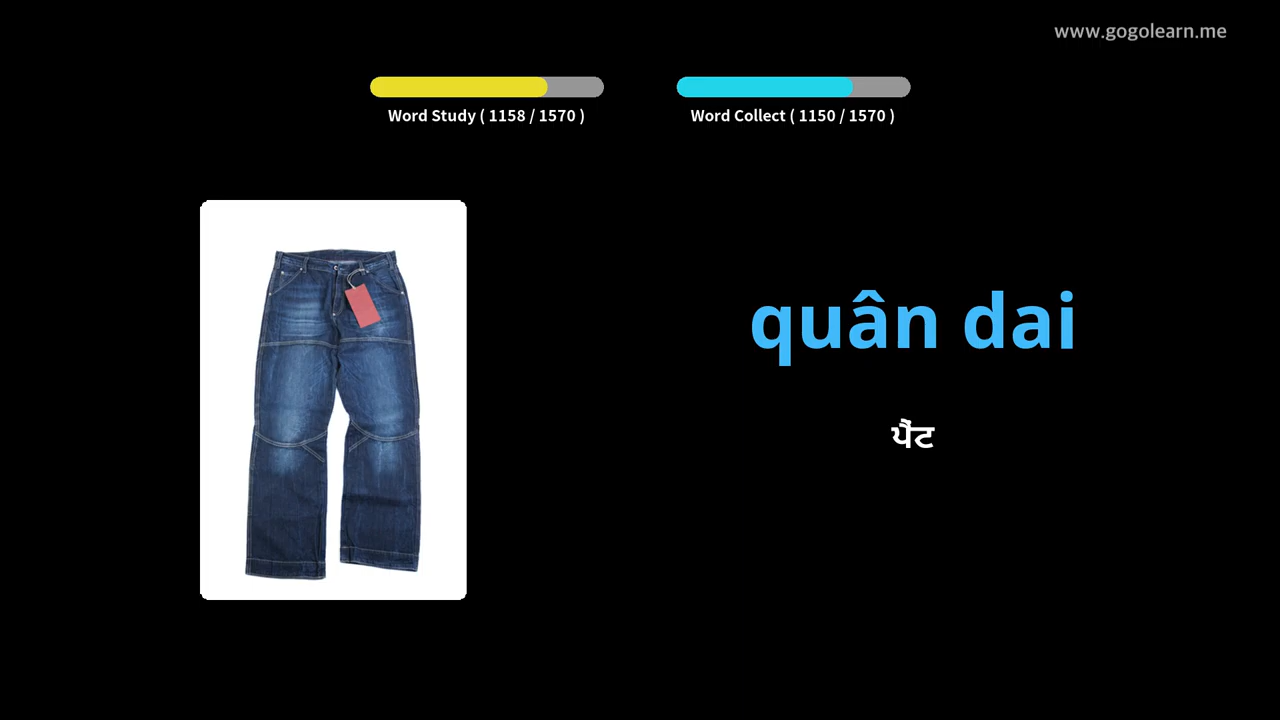 www.gogolearn.me
Word Study ( 1158 / 1570 )
Word Collect ( 1150 / 1570 )
quân dai
ਪੈਂਟ